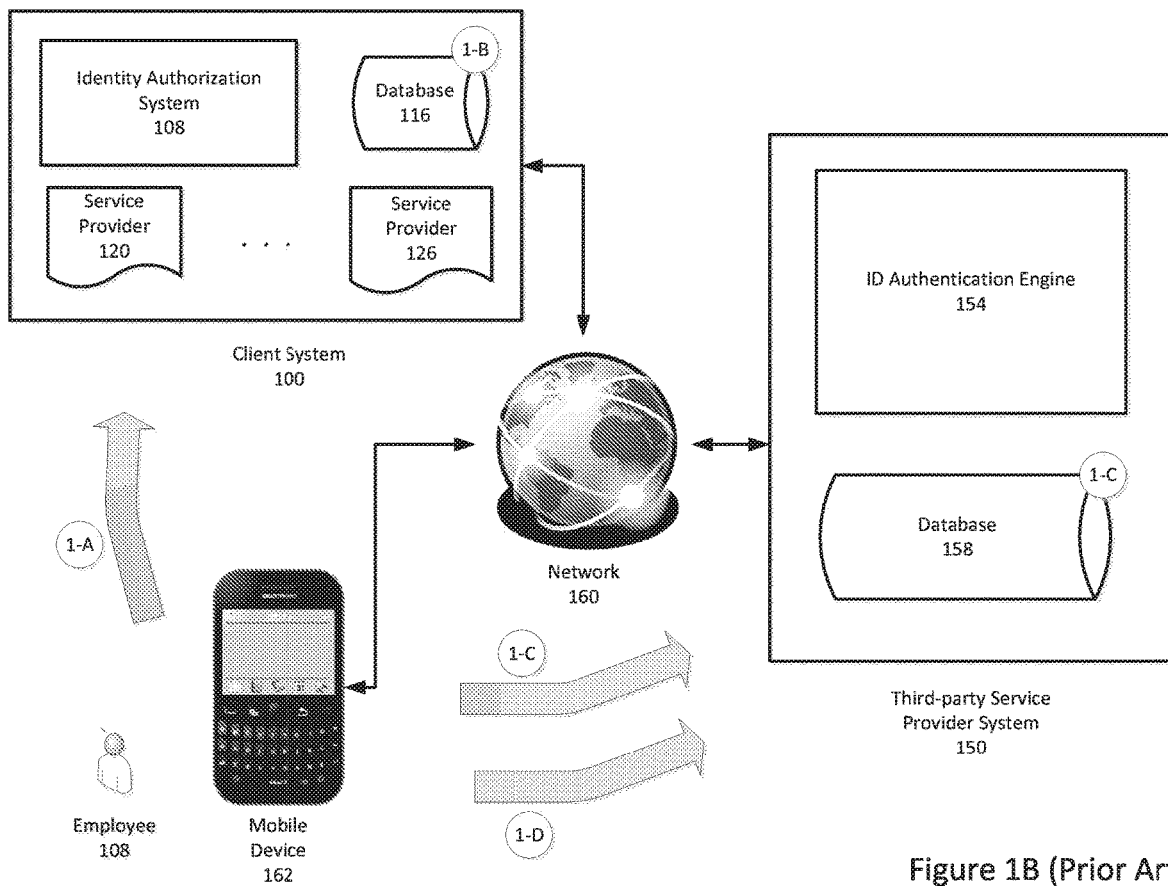 1-B
Identity Authorization
System
108
Database
116
Service
Provider
120
. . .
Service
Provider
126
Client System
100
ID Authentication Engine
154
1-C
Database
158
Third-party Service
Provider System
150
Network
160
1-A
1-C
1-D
Employee
108
Mobile
Device
162
Figure 1B (Prior Ar